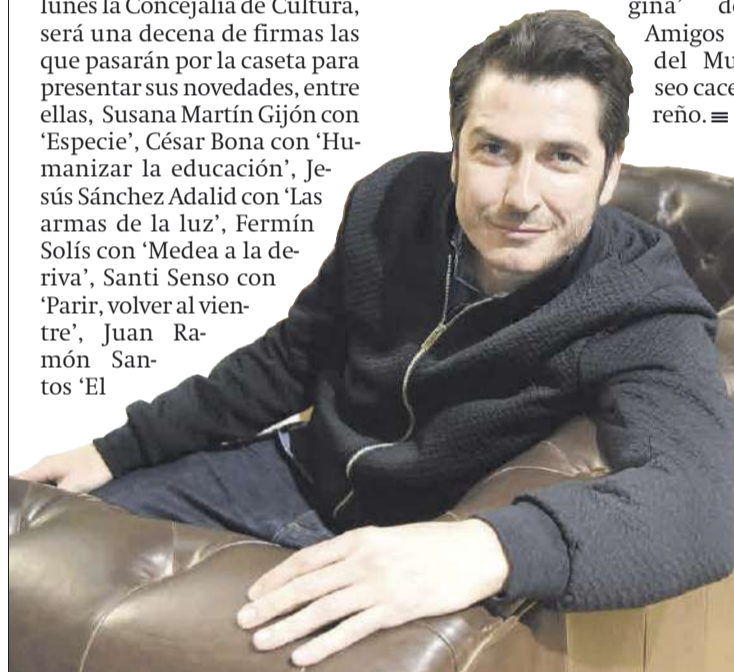 lunes la Concejalía de Cultura,
será una decena de firmas las
que pasarán por la caseta para
presentar sus novedades, entre
ellas, Susana Martín Gijón con
‘Especie’, César Bona con ‘Hu-
manizar la educación’, Je-
sús Sánchez Adalid con ‘Las
armas de la luz’, Fermín
Solís con ‘Medea a la de-
riva’, Santi Senso con
‘Parir, volver al vien-
tre’, Juan Ra-
món San-
tos ‘El
gina’
Amigos
del Mu
seo cace
reño.